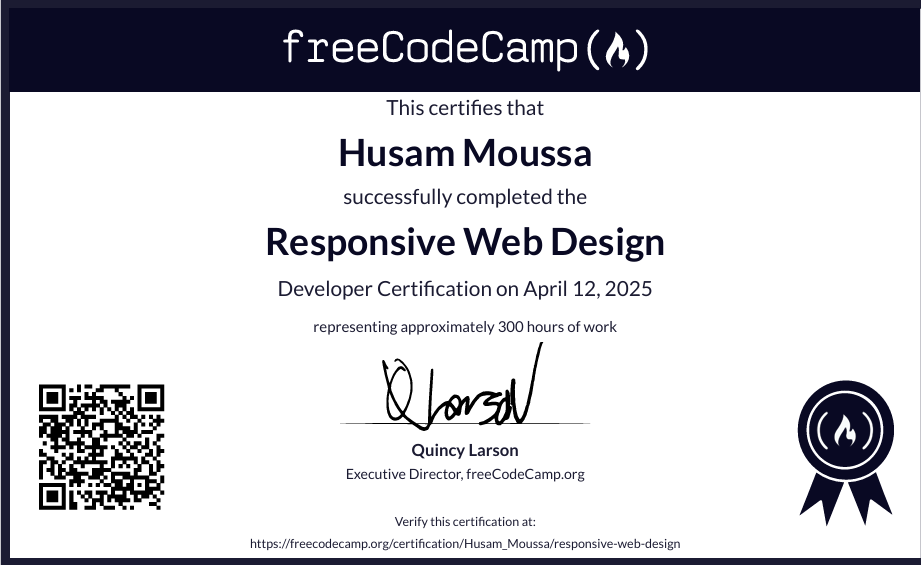 freeCodeCamp
This certifies that
Husam Moussa
successfully completed the
Responsive Web Design
Developer Certification on April 12, 2025
representing approximately 300 hours of work
Quincy Larson
Executive Director, freeCodeCamp.org
Verify this certification at:
https://freecodecamp.org/certification/Husam_Moussa/responsive-web-design